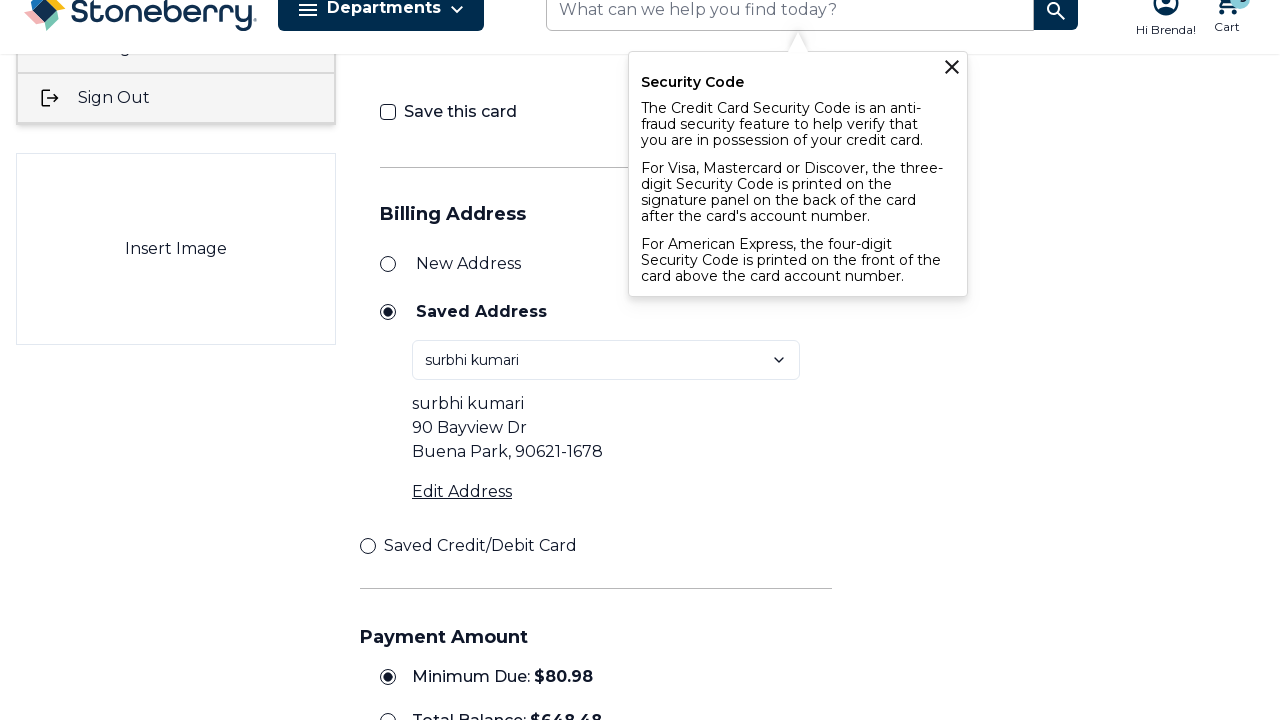 Stoneberry
Departments
What can we help you find today?
Hi Brenda!
Cart
Sign Out
Insert Image
Save this card
Security Code
The Credit Card Security Code is an anti-
fraud security feature to help verify that
you are in possession of your credit card.
For Visa, Mastercard or Discover, the three-
digit Security Code is printed on the
signature panel on the back of the card
after the card's account number.
For American Express, the four-digit
Security Code is printed on the front of the
card above the card account number.
Billing Address
New Address
Saved Address
surbhi kumari
surbhi kumari
90 Bayview Dr
Buena Park, 90621-1678
Edit Address
Saved Credit/Debit Card
Payment Amount
Minimum Due: $80.98
Total Balance: $648.48